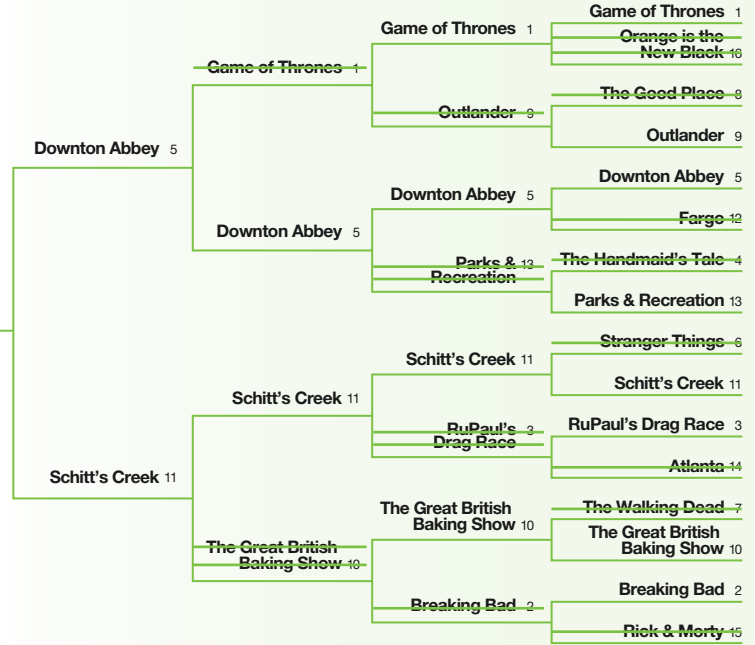 Game of Thrones 1
Orange is the
New Black 16
The Good Place 8
Outlander 9
Downton Abbey 5
Fargo 12
The Handmaid's Tale 4
Parks & Recreation 13
Stranger Things 6
Schitt's Creek 11
RuPaul's Drag Race 3
Atlanta 14
The Walking Dead 7
The Great British
Baking Show 10
Breaking Bad 2
Rick & Morty 15
Game of Thrones 1
Outlander 9
Downton Abbey 5
Parks & 13
Recreation
Schitt's Creek 11
RuPaul's 3
Drag Race
The Great British
Baking Show 10
Breaking Bad 2
Game of Thrones 1
Downton Abbey 5
Schitt's Creek 11
The Great British
Baking Show 10
Downton Abbey 5
Schitt's Creek 11